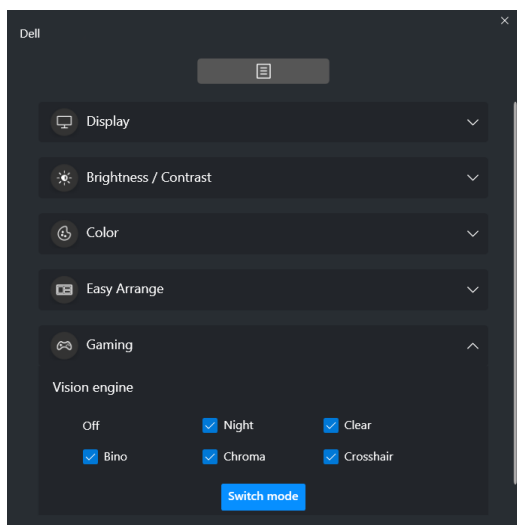 Dell
Display
Brightness / Contrast
Color
Easy Arrange
Gaming
Vision engine
Off Night Clear
Bino Chroma Crosshair
Switch mode